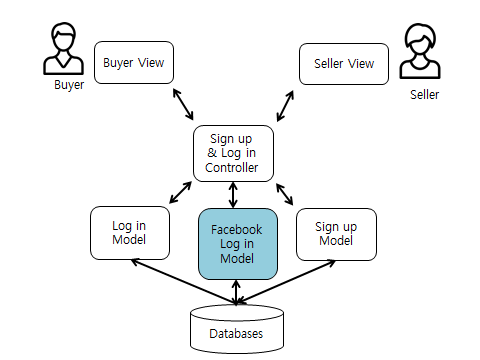 Buyer View
Seller View
Buyer
Seller
Sign up
& Log in
Controller
Log in
Model
Facebook
Log in
Model
Sign up
Model
Databases